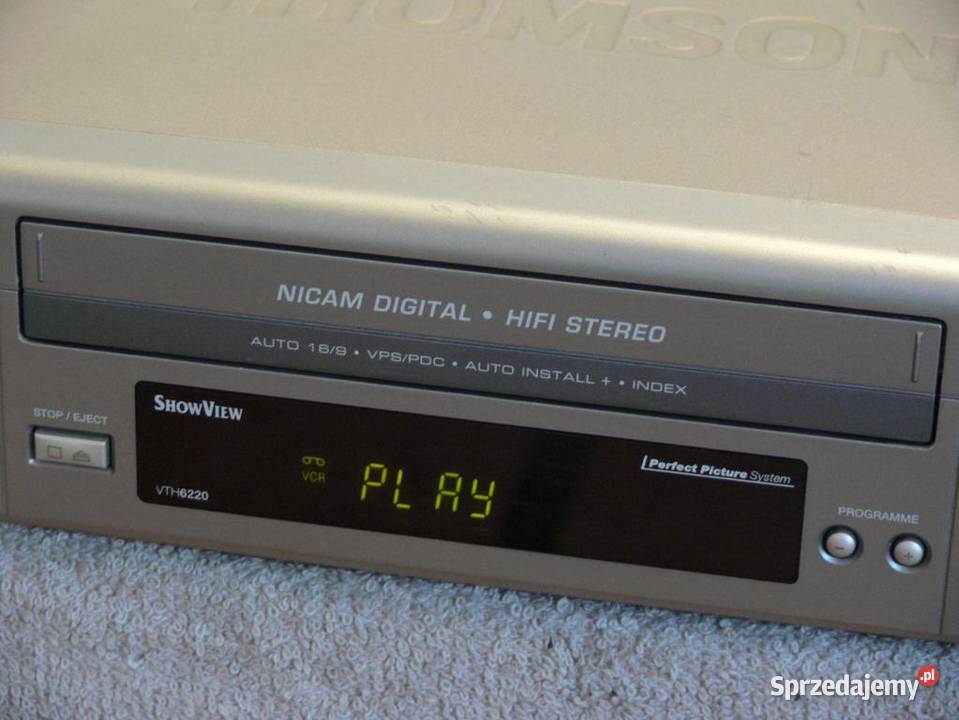 THOMSON
NICAM DIGITAL • HIFI STEREO
AUTO 16/9 • VPS/PDC • AUTO INSTALL + • INDEX
STOP / EJECT
SHOWVIEW
VCR
PLAY
Perfect Picture System
VTH6220
PROGRAMME
- +
Sprzedajemy.pl